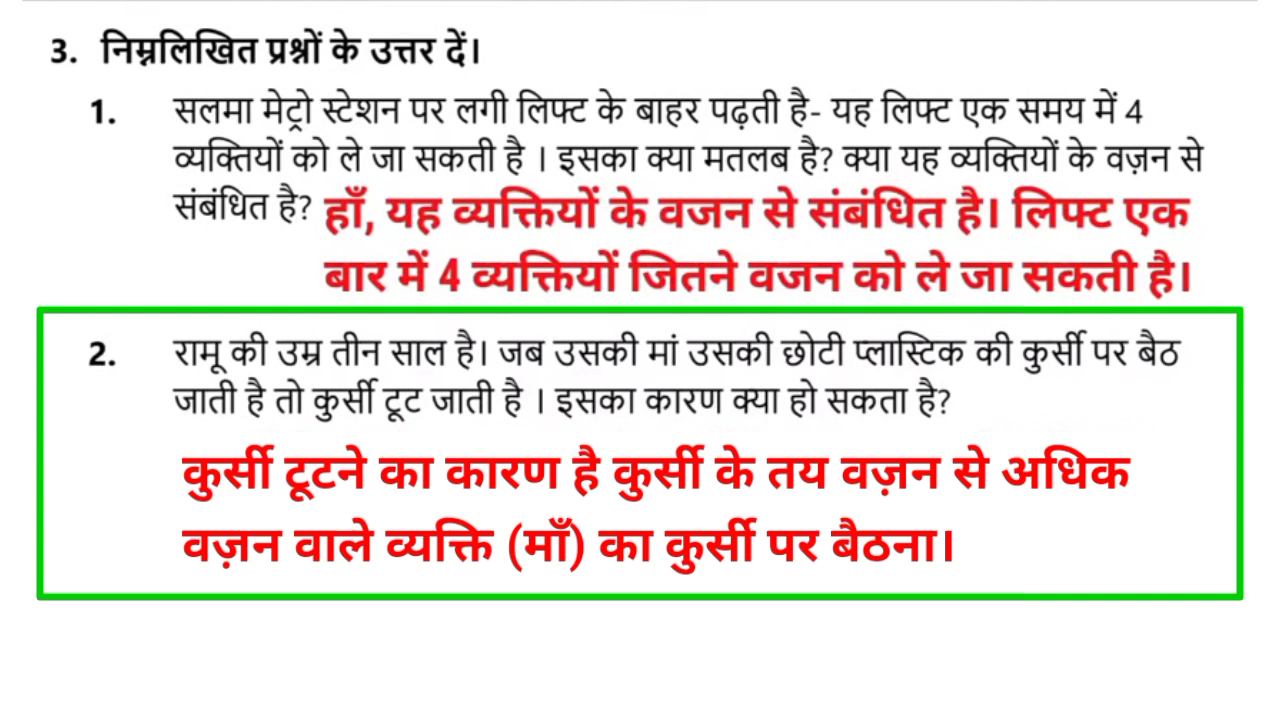 3. निम्नलिखित प्रश्नों के उत्तर दें।
1. सलमा मेट्रो स्टेशन पर लगी लिफ्ट के बाहर पढ़ती है- यह लिफ्ट एक समय में 4
व्यक्तियों को ले जा सकती है । इसका क्या मतलब है? क्या यह व्यक्तियों के वज़न से
संबंधित है? हाँ, यह व्यक्तियों के वजन से संबंधित है। लिफ्ट एक
बार में 4 व्यक्तियों जितने वजन को ले जा सकती है।
2. रामू की उम्र तीन साल है। जब उसकी मां उसकी छोटी प्लास्टिक की कुर्सी पर बैठ
जाती है तो कुर्सी टूट जाती है । इसका कारण क्या हो सकता है?
कुर्सी टूटने का कारण है कुर्सी के तय वज़न से अधिक
वज़न वाले व्यक्ति (माँ) का कुर्सी पर बैठना।